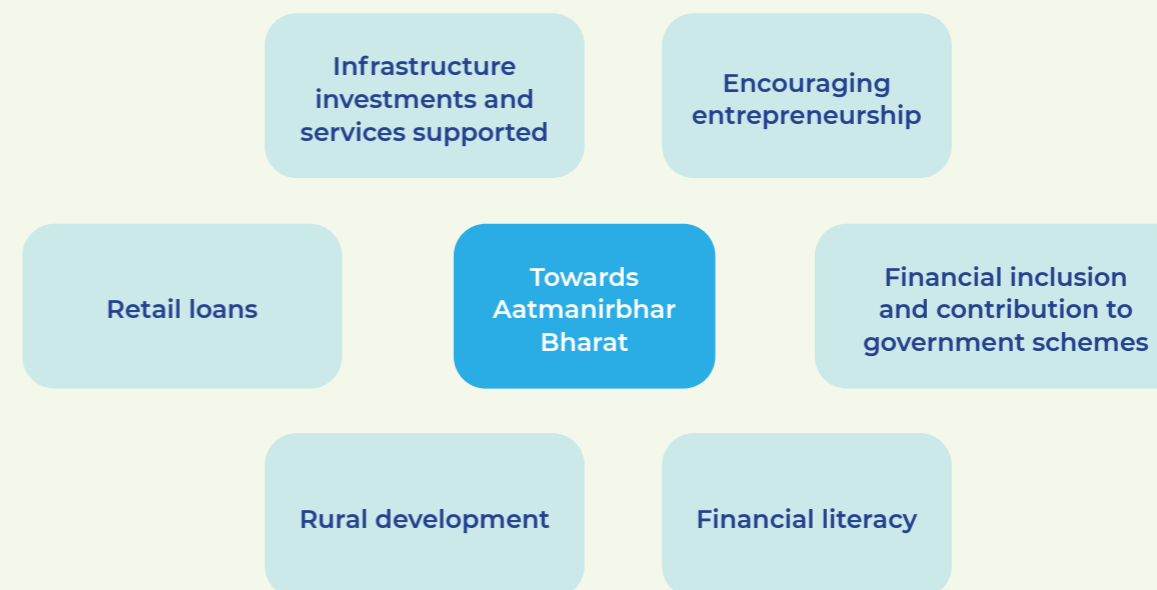 Infrastructure
investments and
services supported
Encouraging
entrepreneurship
Retail loans
Towards
Aatmanirbhar
Bharat
Financial inclusion
and contribution to
government schemes
Rural development
Financial literacy